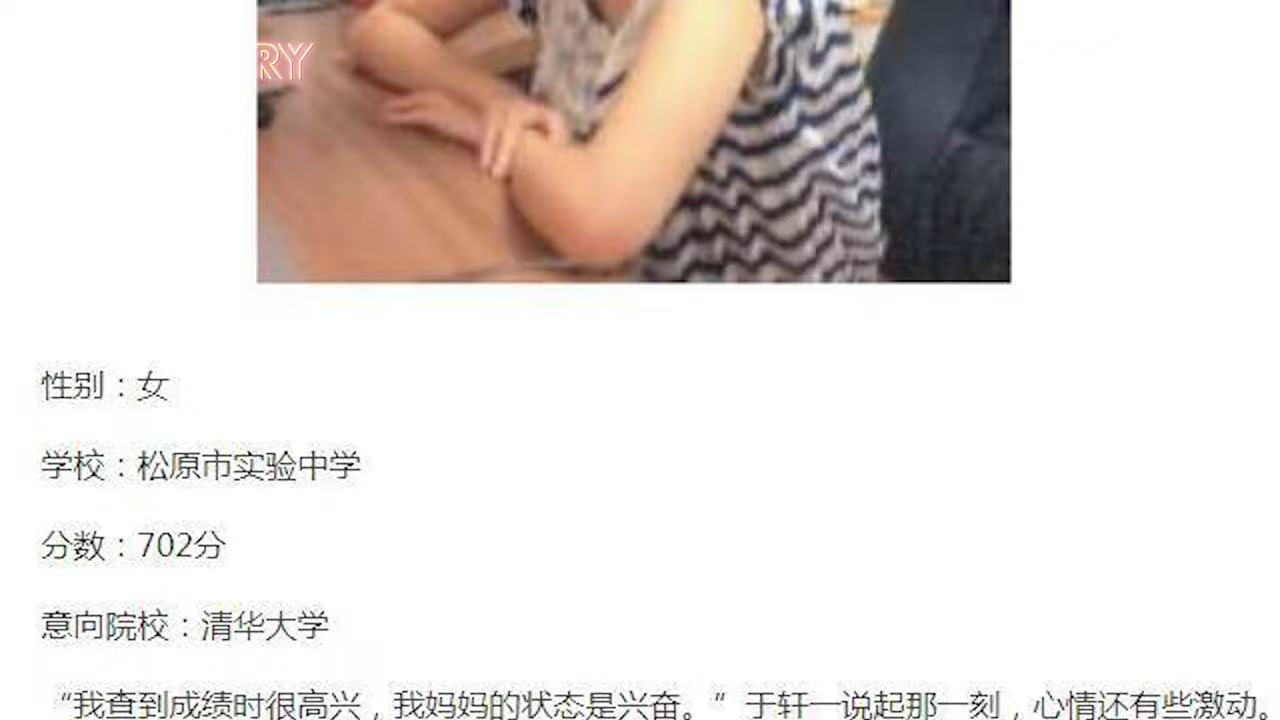 RY
性别：女
学校：松原市实验中学
分数：702分
意向院校：清华大学
“我查到成绩时很高兴，我妈妈的状态是兴奋。”于轩一说起那一刻，心情还有些激动。